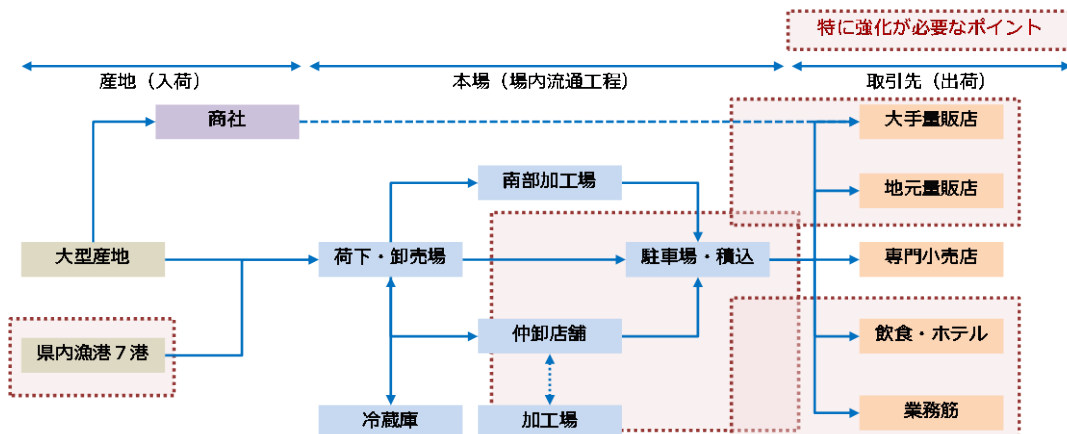 特に強化が必要なポイント
産地（入荷）
本場（場内流通工程）
取引先（出荷）
商社
大手量販店
南部加工場
地元量販店
大型産地
荷下・卸売場
駐車場・積込
専門小売店
県内漁港７港
仲卸店舗
飲食・ホテル
冷蔵庫
加工場
業務筋